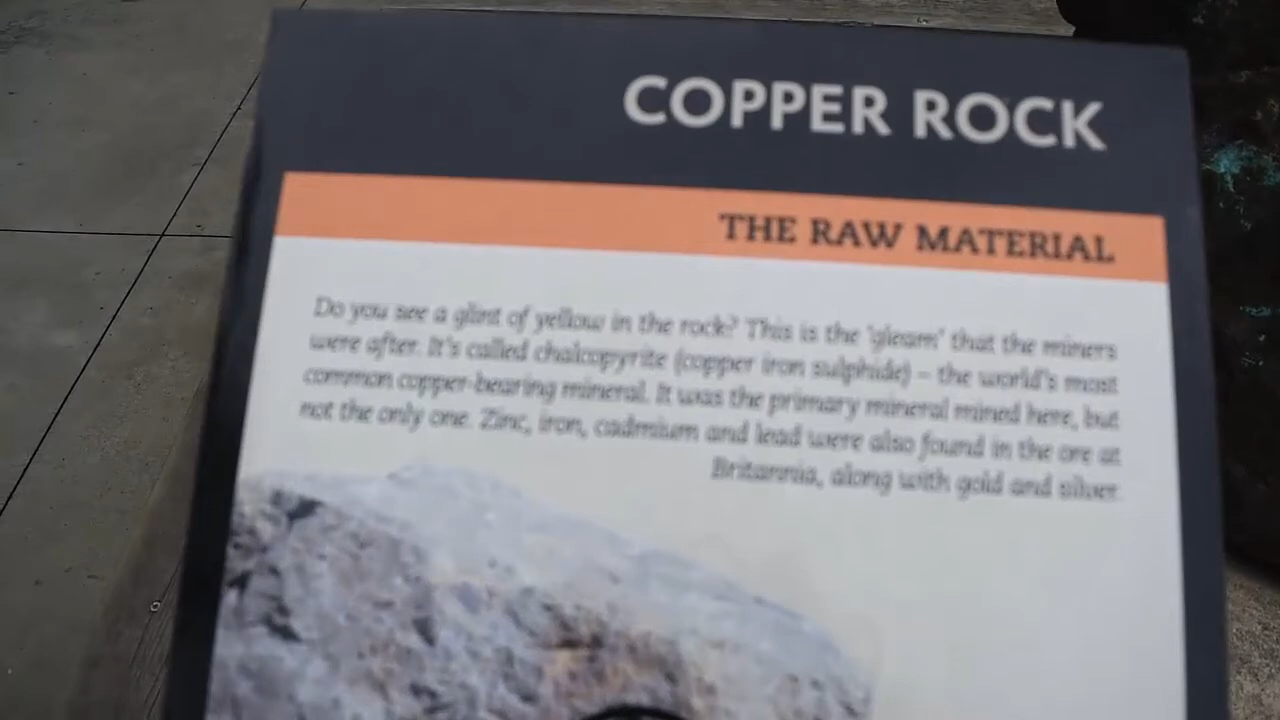 COPPER ROCK
THE RAW MATERIAL
Do you see a glint of yellow in the rock? This is the 'gleam' that the miners
were after. It's called chalcopyrite (copper iron sulphide) – the world's most
common copper-bearing mineral. It was the primary mineral mined here, but
not the only one. Zinc, iron, cadmium and lead were also found in the ore at
Britannia, along with gold and silver.